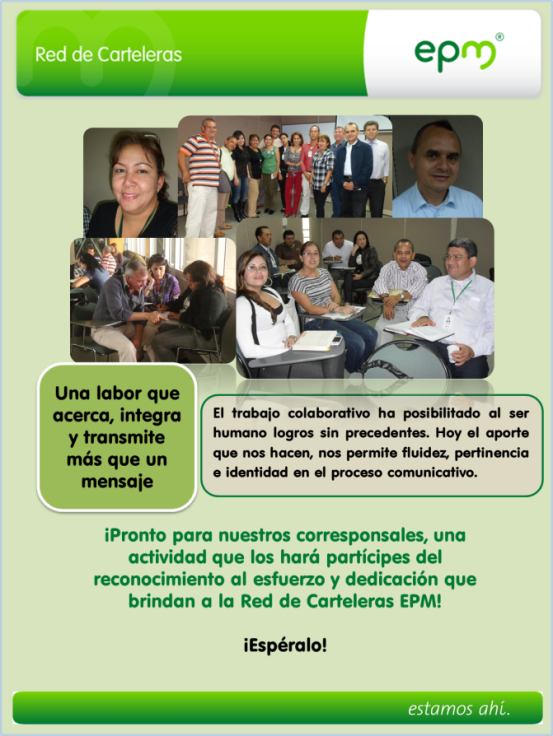 Red de Carteleras
epm®
Una labor que
acerca, integra
y transmite
más que un
mensaje
El trabajo colaborativo ha posibilitado al ser
humano logros sin precedentes. Hoy el aporte
que nos hacen, nos permite fluidez, pertinencia
e identidad en el proceso comunicativo.
¡Pronto para nuestros corresponsales, una
actividad que los hará partícipes del
reconocimiento al esfuerzo y dedicación que
brindan a la Red de Carteleras EPM!
¡Espéralo!
estamos ahí.